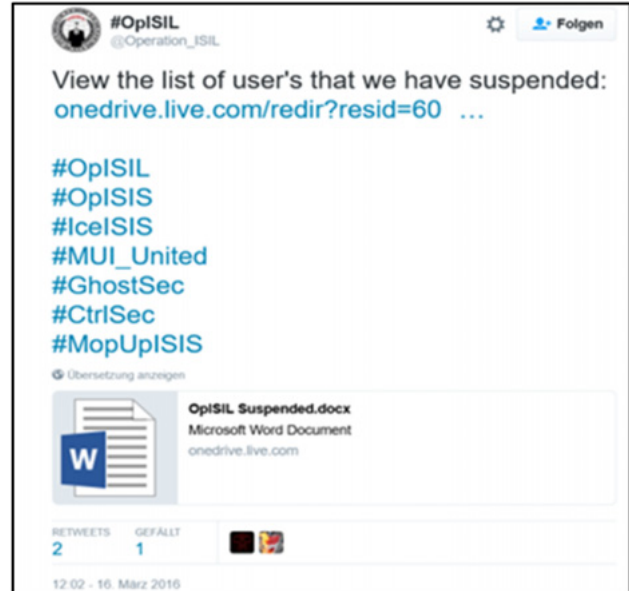 #OpISIL
@Operation_ISIL
Folgen
View the list of user's that we have suspended:
onedrive.live.com/redir?resid=60 …
#OpISIL
#OpISIS
#IceISIS
#MUI_United
#GhostSec
#CtrlSec
#MopUpISIS
Übersetzung anzeigen
OpISIL Suspended.docx
Microsoft Word Document
onedrive.live.com
W
RETWEETS GEFÄLLT
2 1
12:02 - 16. März 2016